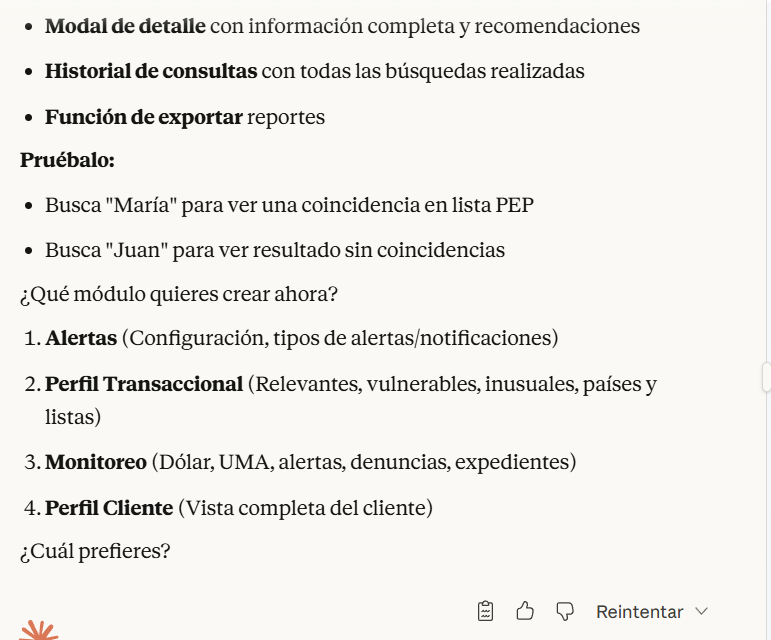 • Modal de detalle con información completa y recomendaciones
• Historial de consultas con todas las búsquedas realizadas
• Función de exportar reportes
Pruébalo:
• Busca "María" para ver una coincidencia en lista PEP
• Busca "Juan" para ver resultado sin coincidencias
¿Qué módulo quieres crear ahora?
1. Alertas (Configuración, tipos de alertas/notificaciones)
2. Perfil Transaccional (Relevantes, vulnerables, inusuales, países y
listas)
3. Monitoreo (Dólar, UMA, alertas, denuncias, expedientes)
4. Perfil Cliente (Vista completa del cliente)
¿Cuál prefieres?
Reintentar